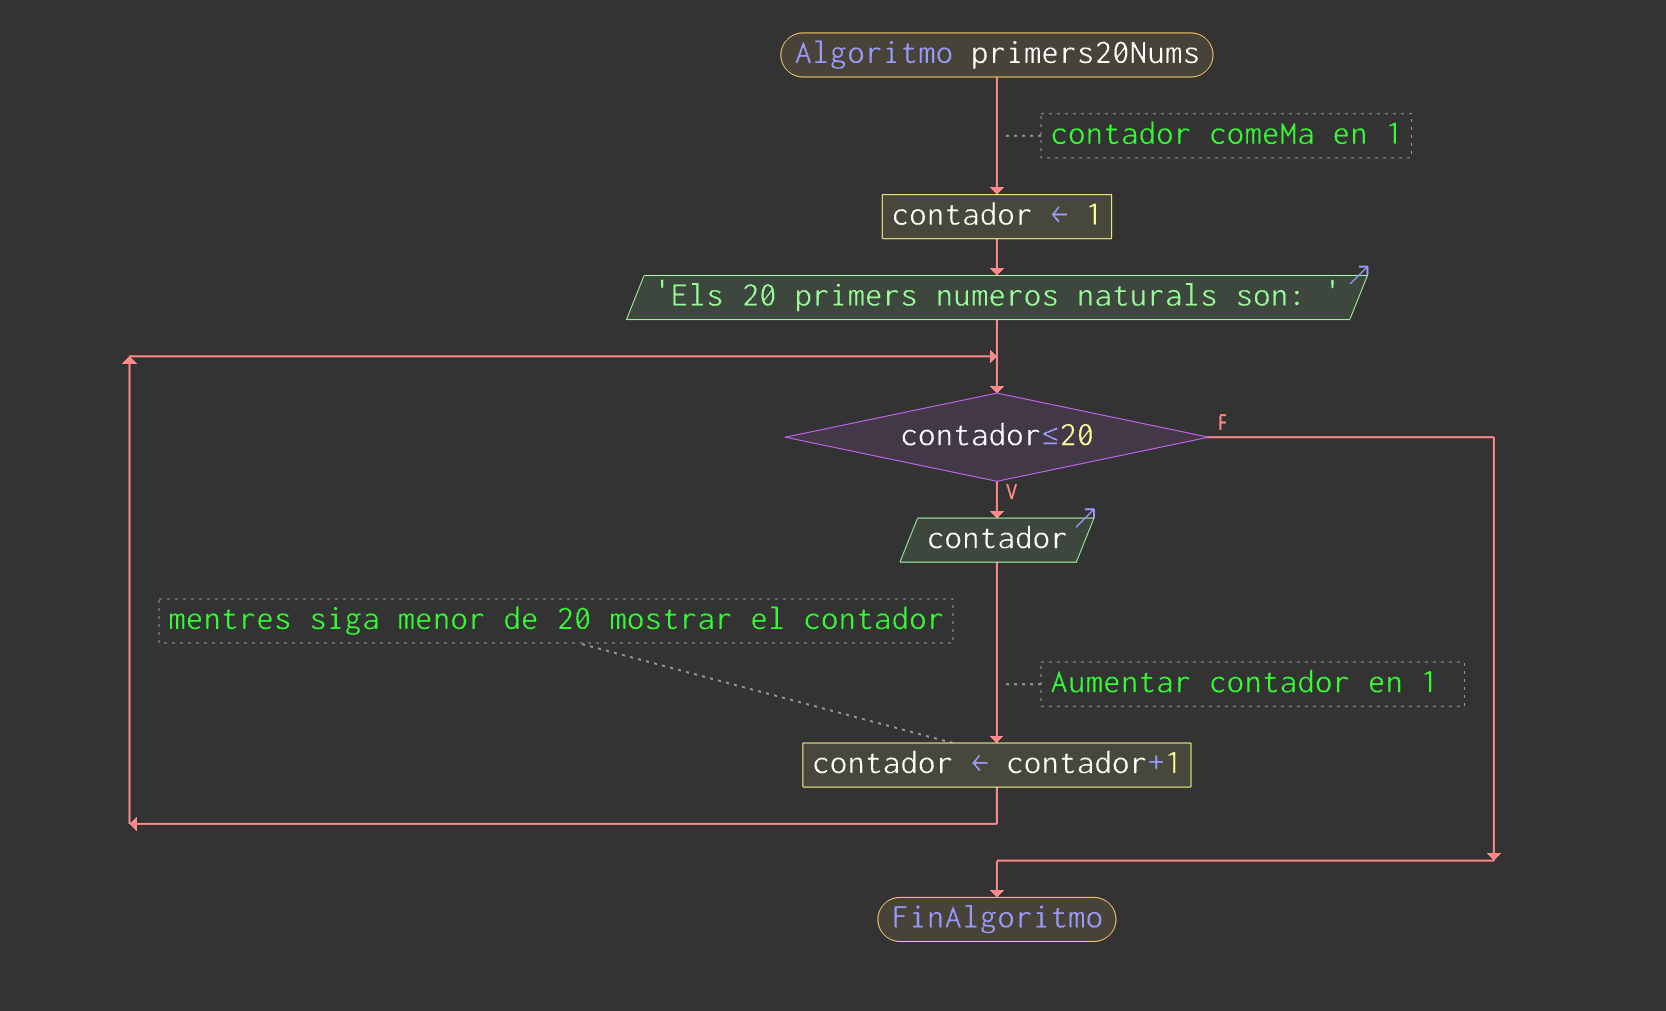 Algoritmo primers20Nums
contador comeMa en 1
contador ← 1
'Els 20 primers numeros naturals son: '
contador≤20
F
V
contador
mentres siga menor de 20 mostrar el contador
Aumentar contador en 1
contador ← contador+1
FinAlgoritmo